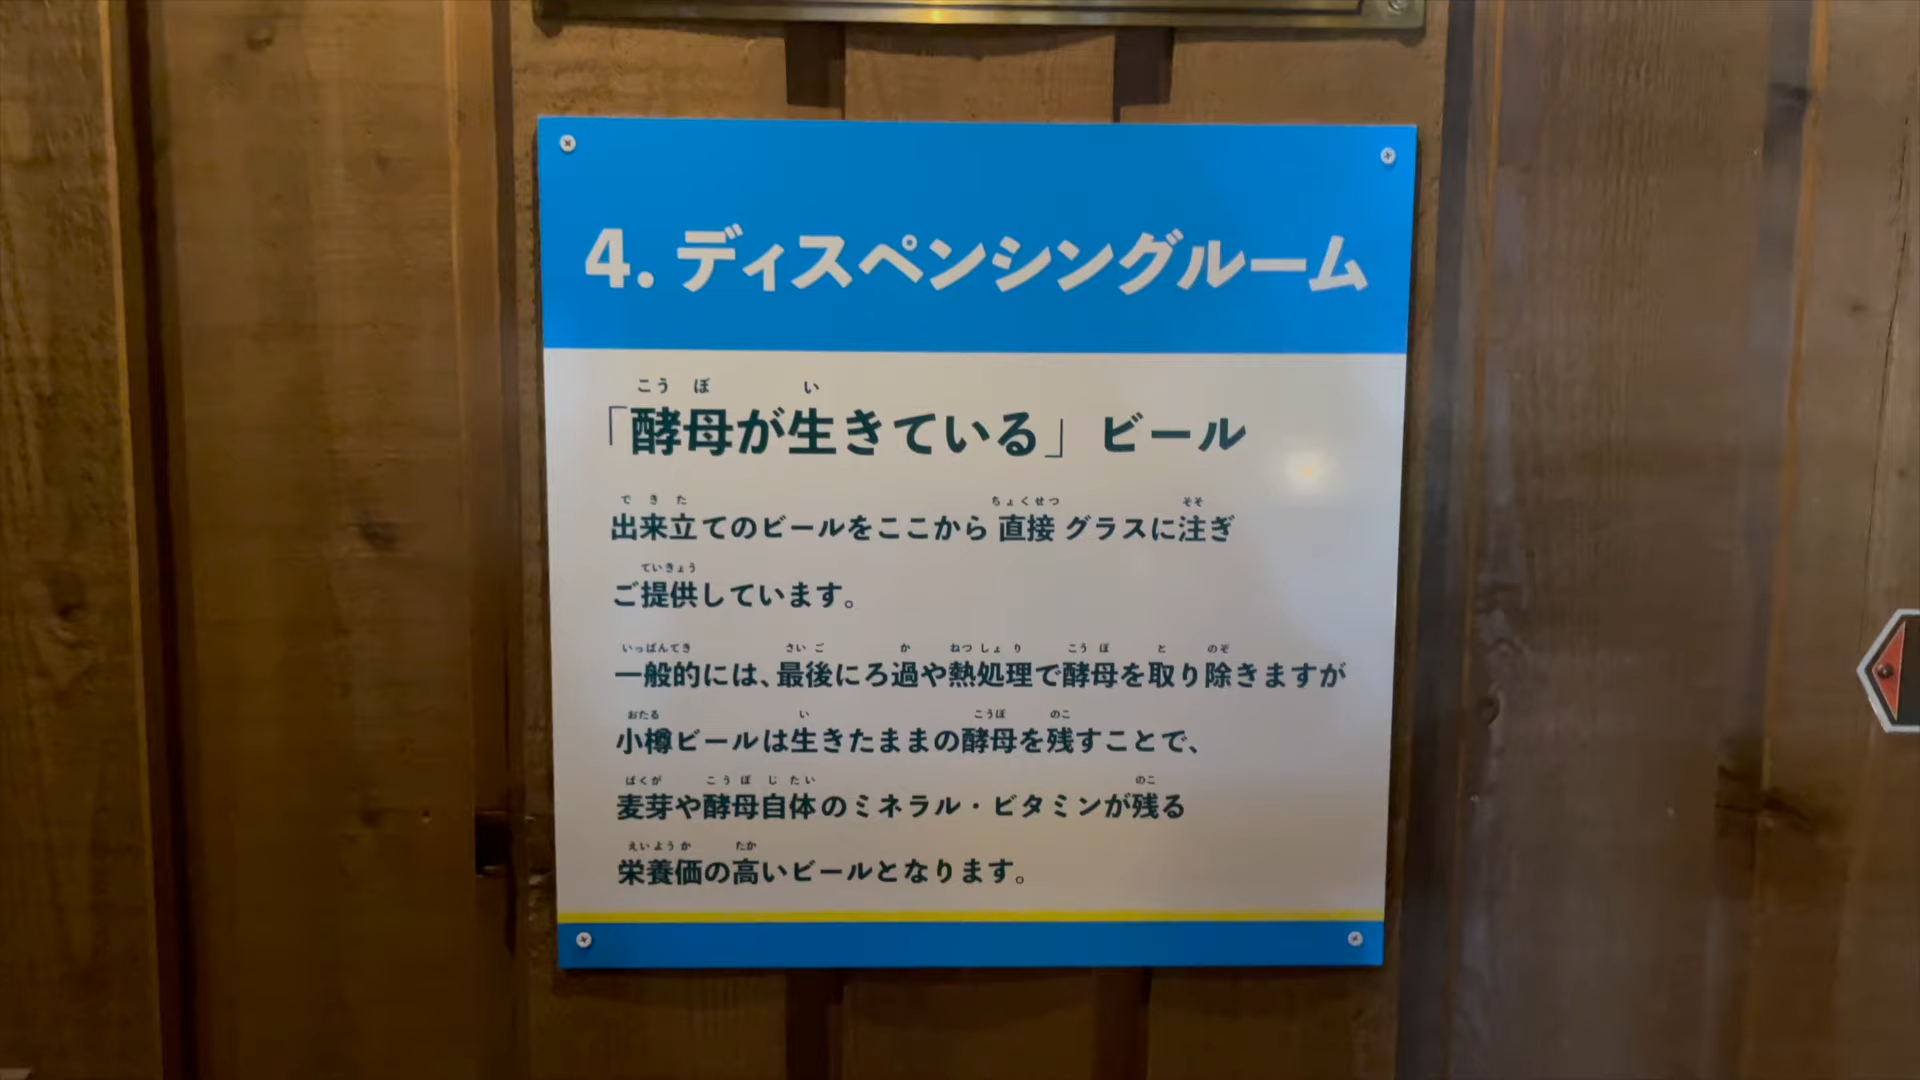 4. ディスペンシングルーム
こうぼ い
「酵母が生きている」ビール
できた ちょくせつ そそ
出来立てのビールをここから直接グラスに注ぎ
ていきょう
ご提供しています。
いっぱんてき さいご か ねつしょり こうぼ と のぞ
一般的には、最後にろ過や熱処理で酵母を取り除きますが
おたる い こうぼ のこ
小樽ビールは生きたままの酵母を残すことで、
ばくが こうぼじたい のこ
麦芽や酵母自体のミネラル・ビタミンが残る
えいようか たか
栄養価の高いビールとなります。